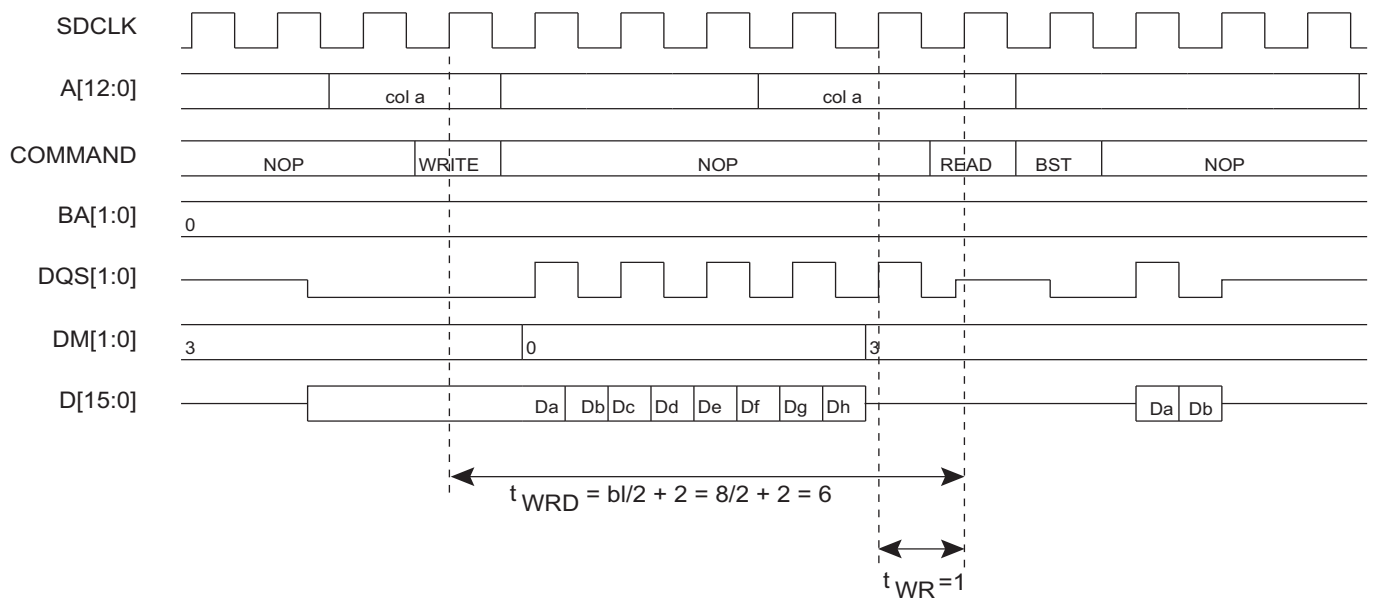 SDCLK
A[12:0]
col a col a
COMMAND
NOP WRITE NOP READ BST NOP
BA[1:0]
0
DQS[1:0]
DM[1:0]
3 0 3
D[15:0]
Da Db Dc Dd De Df Dg Dh Da Db
t WRD = bl/2 + 2 = 8/2 + 2 = 6
t WR =1